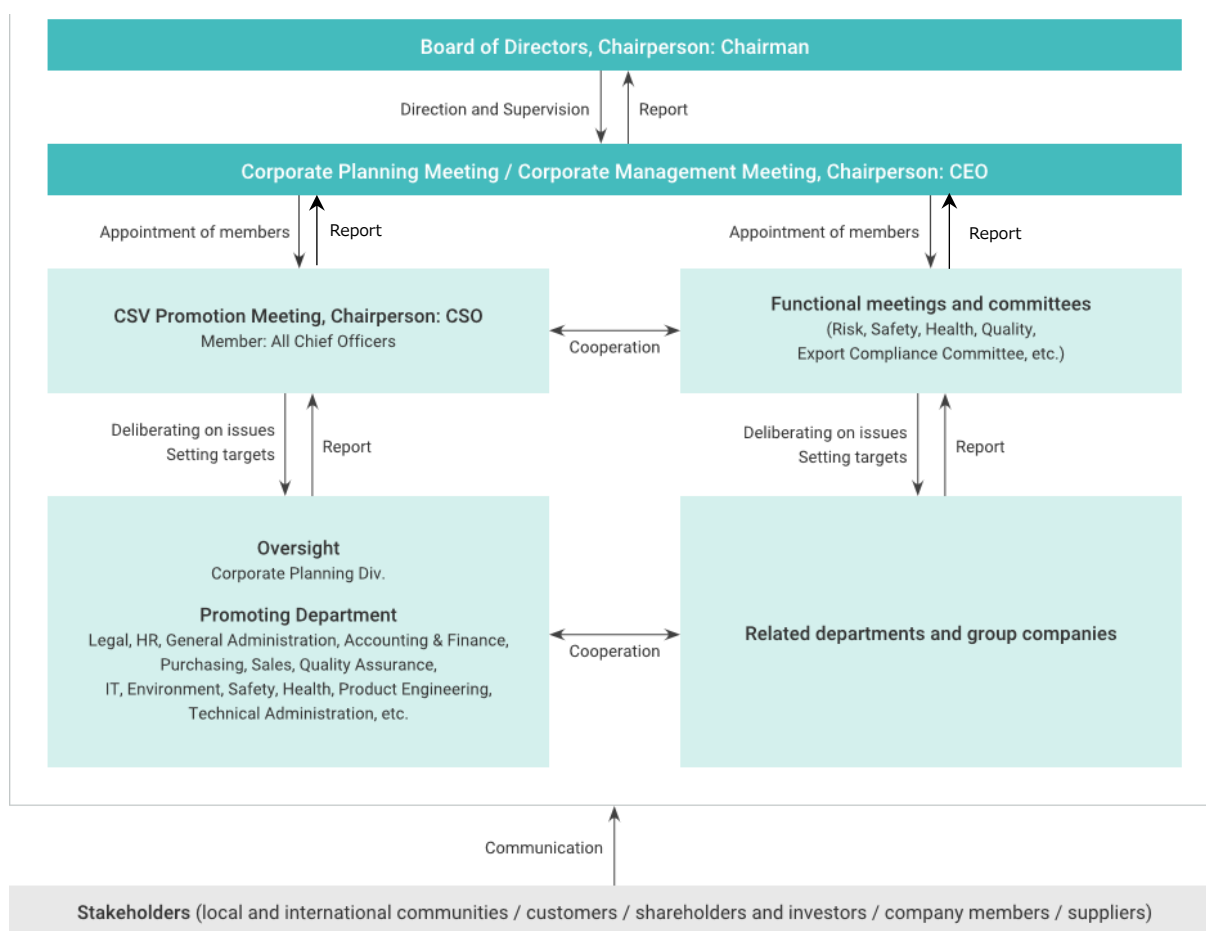 Board of Directors, Chairperson: Chairman
Direction and Supervision
Report
Corporate Planning Meeting / Corporate Management Meeting, Chairperson: CEO
Appointment of members
Report
Appointment of members
Report
CSV Promotion Meeting, Chairperson: CSO
Member: All Chief Officers
Cooperation
Functional meetings and committees
(Risk, Safety, Health, Quality,
Export Compliance Committee, etc.)
Deliberating on issues
Setting targets
Report
Deliberating on issues
Setting targets
Report
Oversight
Corporate Planning Div.
Promoting Department
Legal, HR, General Administration, Accounting & Finance,
Purchasing, Sales, Quality Assurance,
IT, Environment, Safety, Health, Product Engineering,
Technical Administration, etc.
Cooperation
Related departments and group companies
Communication
Stakeholders (local and international communities / customers / shareholders and investors / company members / suppliers)